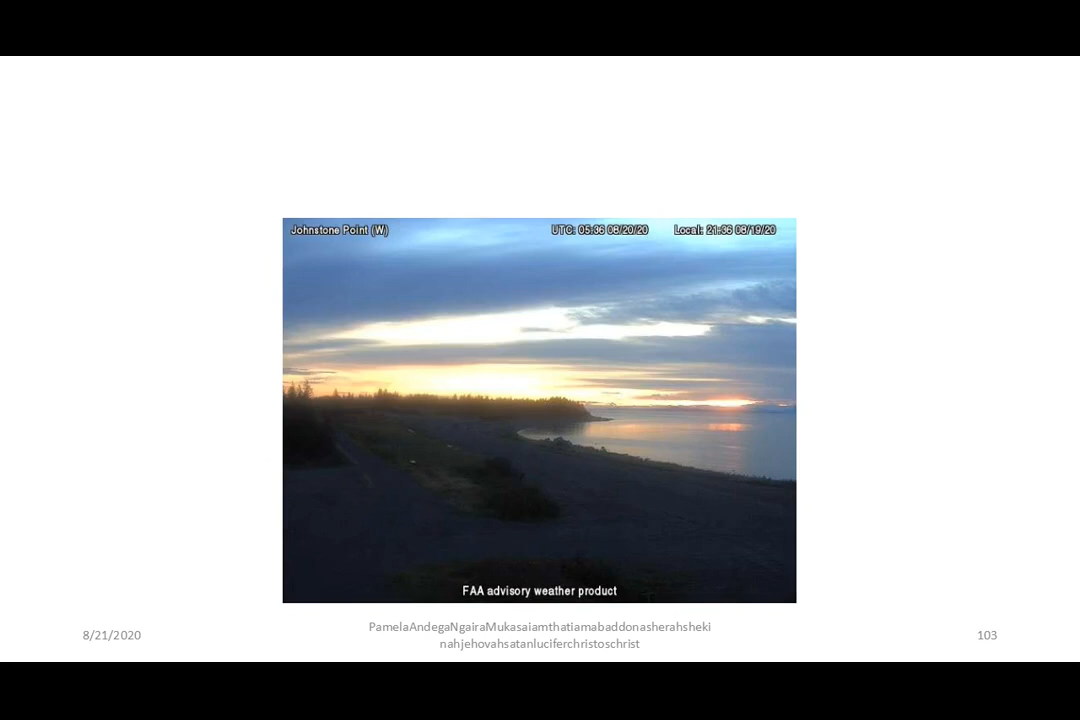 Johnstone Point (W) UTC: 05:36 08/20/20 Local: 21:36 08/19/20
FAA advisory weather product
PamelaAndegaNgairaMukasaiamthatiamabaddonasherahsheki
8/21/2020 103
nahjehovahsatanluciferchristoschrist